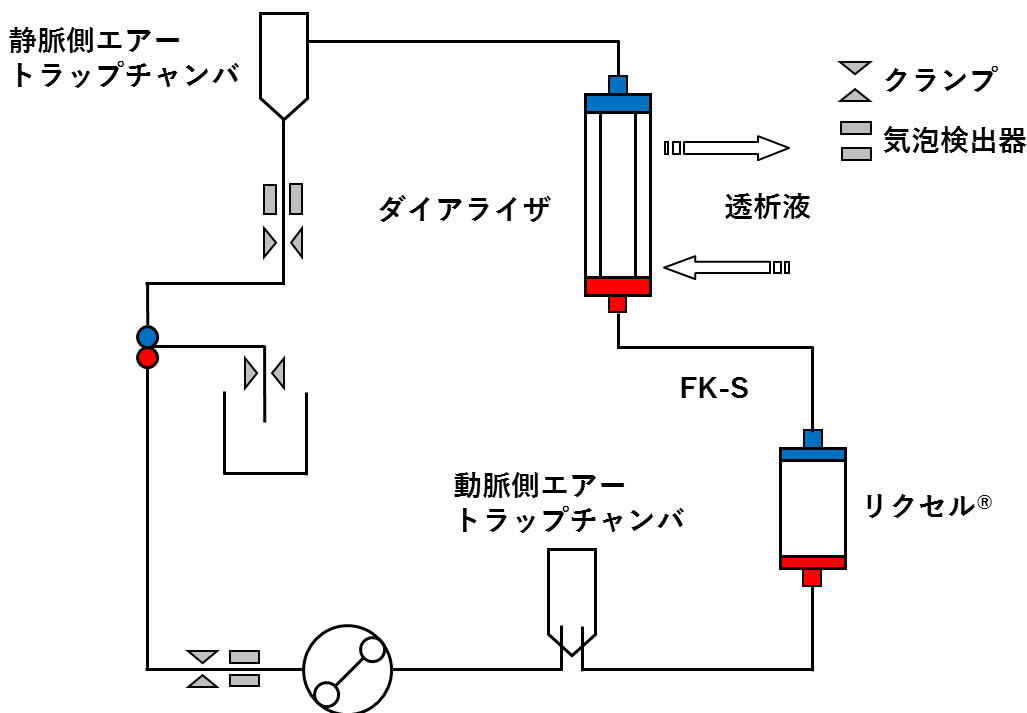 静脈側エアー
トラップチャンバ
クランプ
気泡検出器
ダイアライザ
透析液
FK-S
動脈側エアー
トラップチャンバ
リクセル®